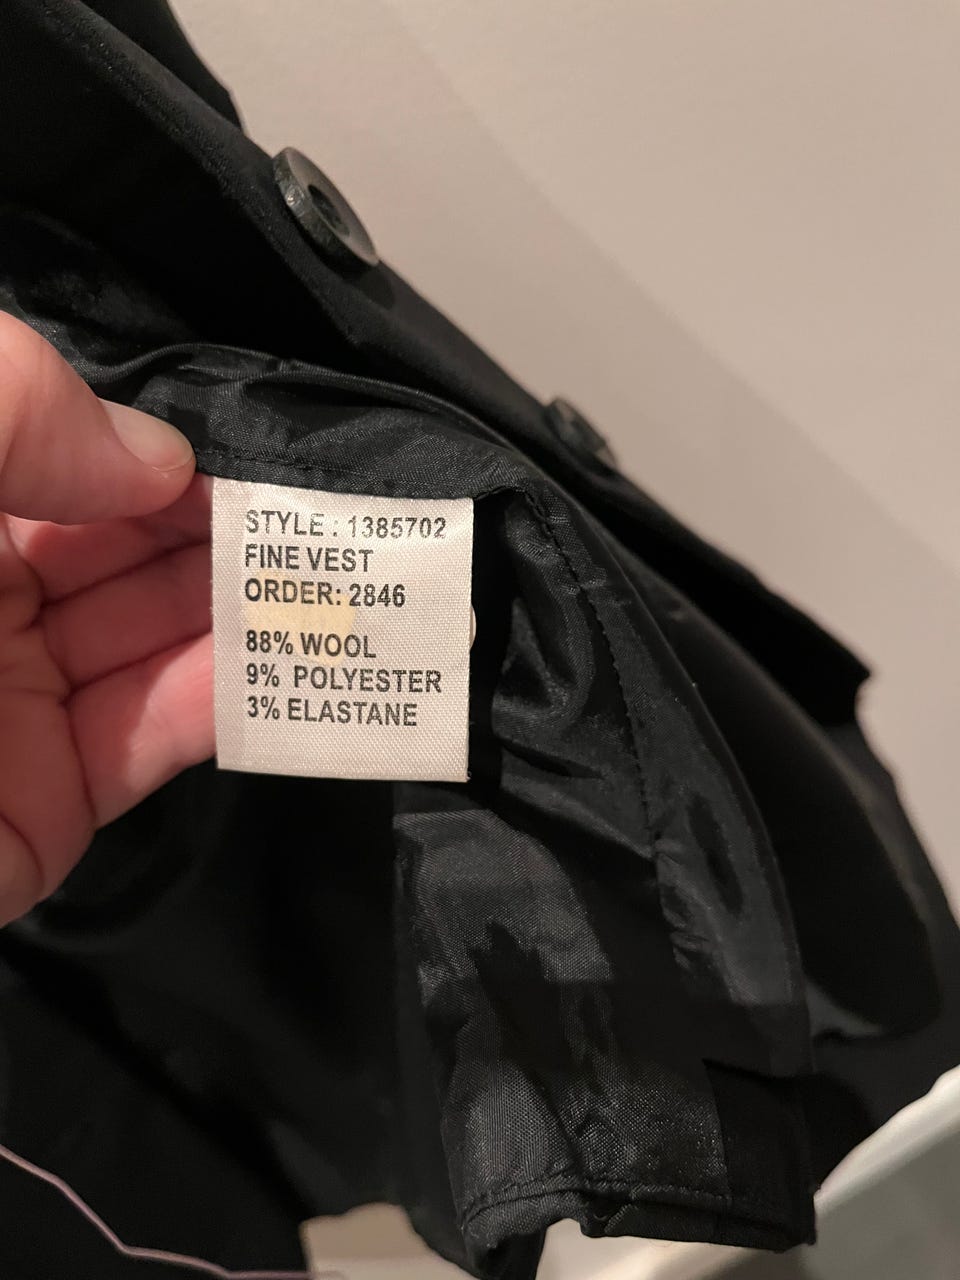 STYLE : 1385702
FINE VEST
ORDER: 2846
88% WOOL
9% POLYESTER
3% ELASTANE